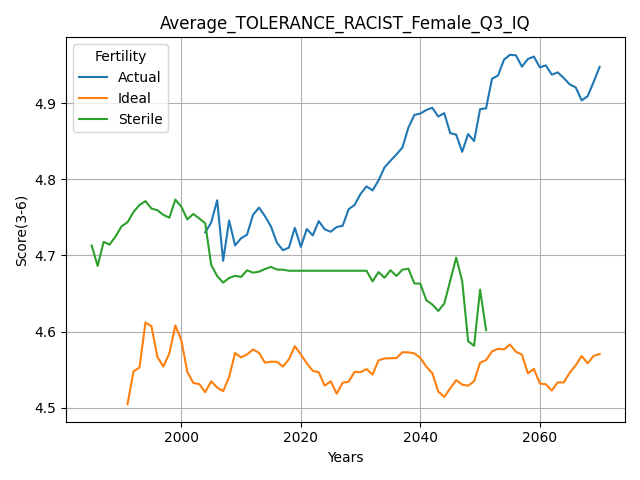 Average_TOLERANCE_RACIST_Female_Q3_IQ
Fertility
Actual
Ideal
Sterile
Score(3-6)
4.9
4.8
4.7
4.6
4.5
2000 2020 2040 2060
Years